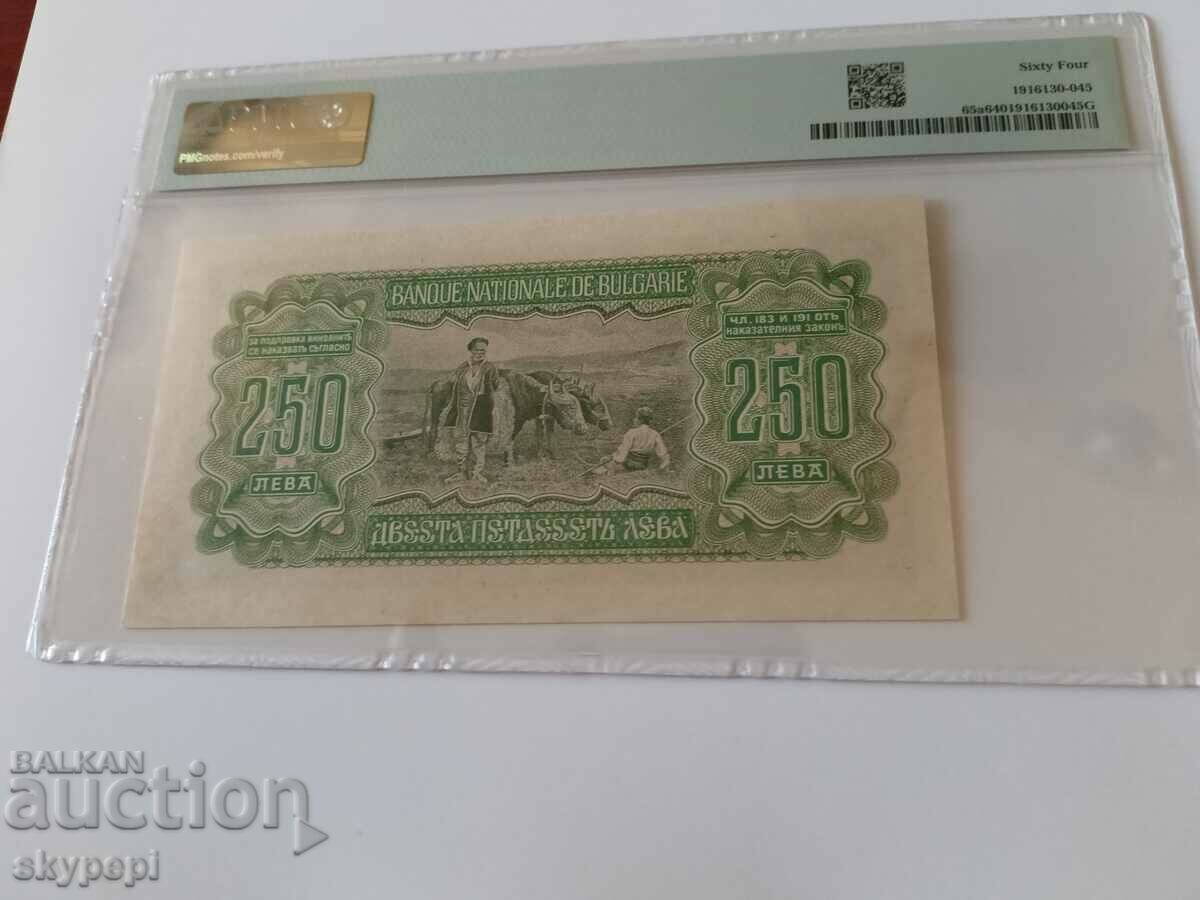 Sixty Four
1916130-045
65a6401916130045G
PMGnotes.com/verify
BANQUE NATIONALE DE BULGARIE
за подправка виновнитѣ
се наказватъ съгласно
чл. 183 и 191 отъ
наказателния законъ
250
250
ЛЕВА
ЛЕВА
ДВЕСТА ПЕТДЕСЕТЬ ЛЕВА
BALKAN
auction
skypepi